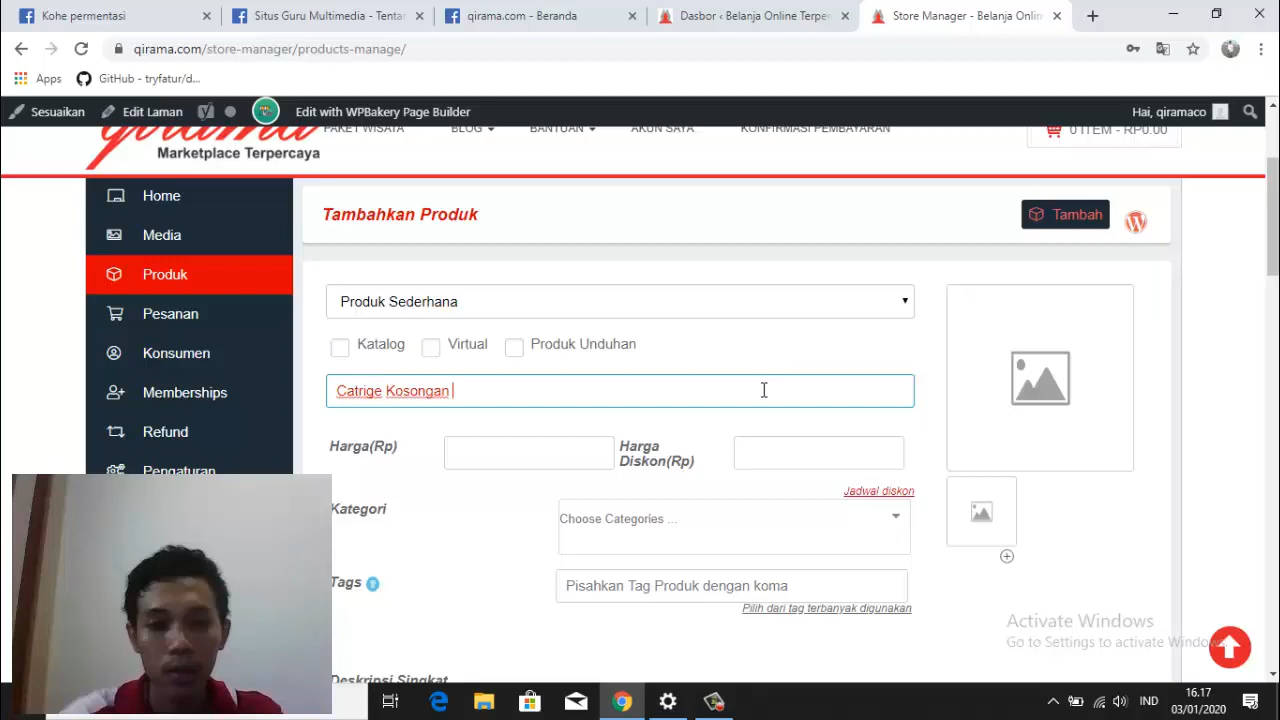 Kohe permentasi
Situs Guru Multimedia - Tentan
qirama.com - Beranda
Dasbor ‹ Belanja Online Terper
Store Manager - Belanja Onlin
qirama.com/store-manager/products-manage/
Apps
GitHub - tryfatur/d...
Sesuaikan
Edit Laman
Edit with WPBakery Page Builder
Hai, qiramaco
qirama
Marketplace Terpercaya
PAKET WISATA
BLOG
BANTUAN
AKUN SAYA
KONFIRMASI PEMBAYARAN
0 ITEM - RP0.00
Home
Media
Produk
Pesanan
Konsumen
Memberships
Refund
Pengaturan
Tambahkan Produk
Tambah
Produk Sederhana
Katalog
Virtual
Produk Unduhan
Catrige Kosongan
Harga(Rp)
Harga
Diskon(Rp)
Jadwal diskon
Kategori
Choose Categories ...
Tags
Pisahkan Tag Produk dengan koma
Pilih dari tag terbanyak digunakan
Deskripsi Singkat
Activate Windows
Go to Settings to activate Windows
IND
16.17
03/01/2020